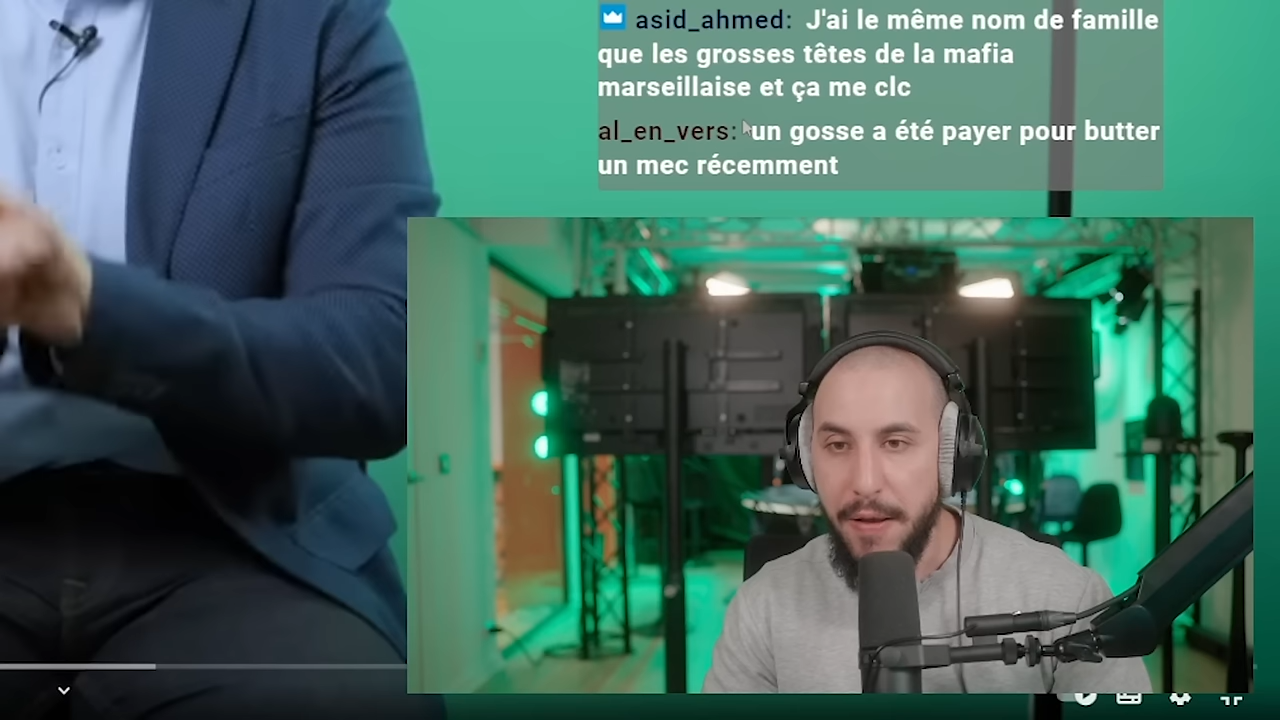 asid_ahmed: J'ai le même nom de famille
que les grosses têtes de la mafia
marseillaise et ça me clc
al_en_vers: un gosse a été payer pour butter
un mec récemment